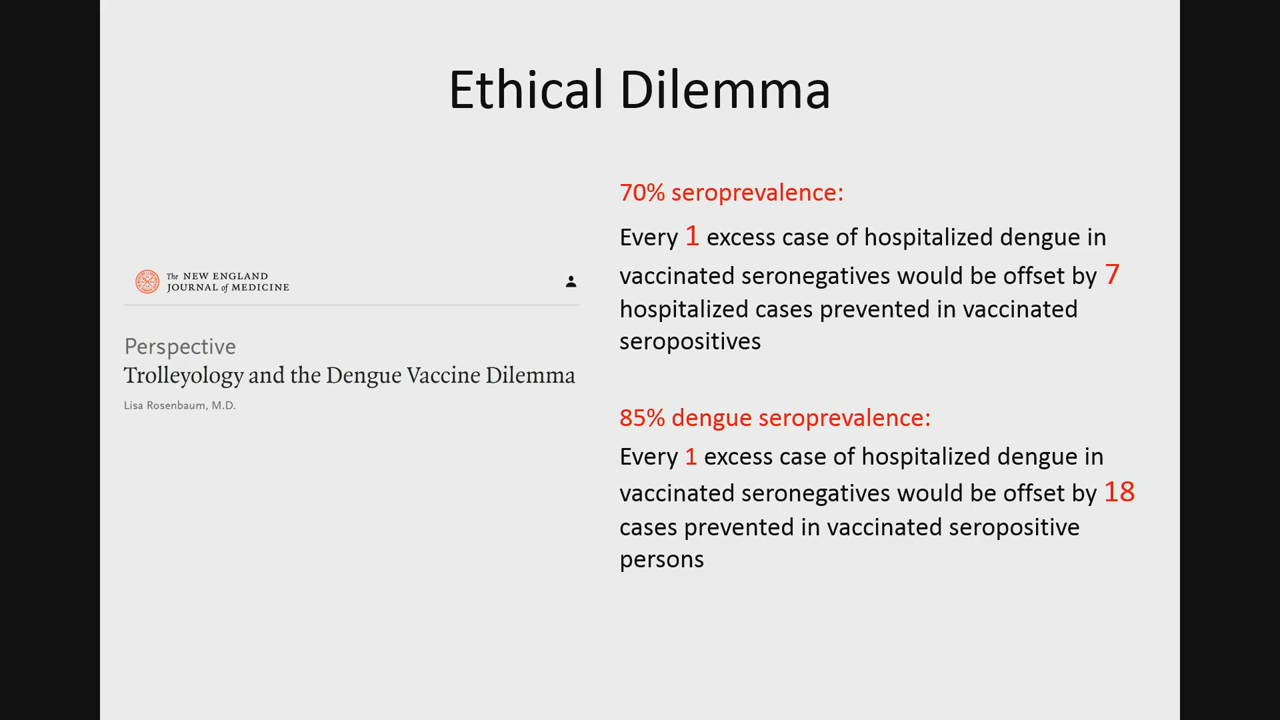 Ethical Dilemma
The NEW ENGLAND
JOURNAL of MEDICINE
Perspective
Trolleyology and the Dengue Vaccine Dilemma
Lisa Rosenbaum, M.D.
70% seroprevalence:
Every 1 excess case of hospitalized dengue in
vaccinated seronegatives would be offset by 7
hospitalized cases prevented in vaccinated
seropositives
85% dengue seroprevalence:
Every 1 excess case of hospitalized dengue in
vaccinated seronegatives would be offset by 18
cases prevented in vaccinated seropositive
persons